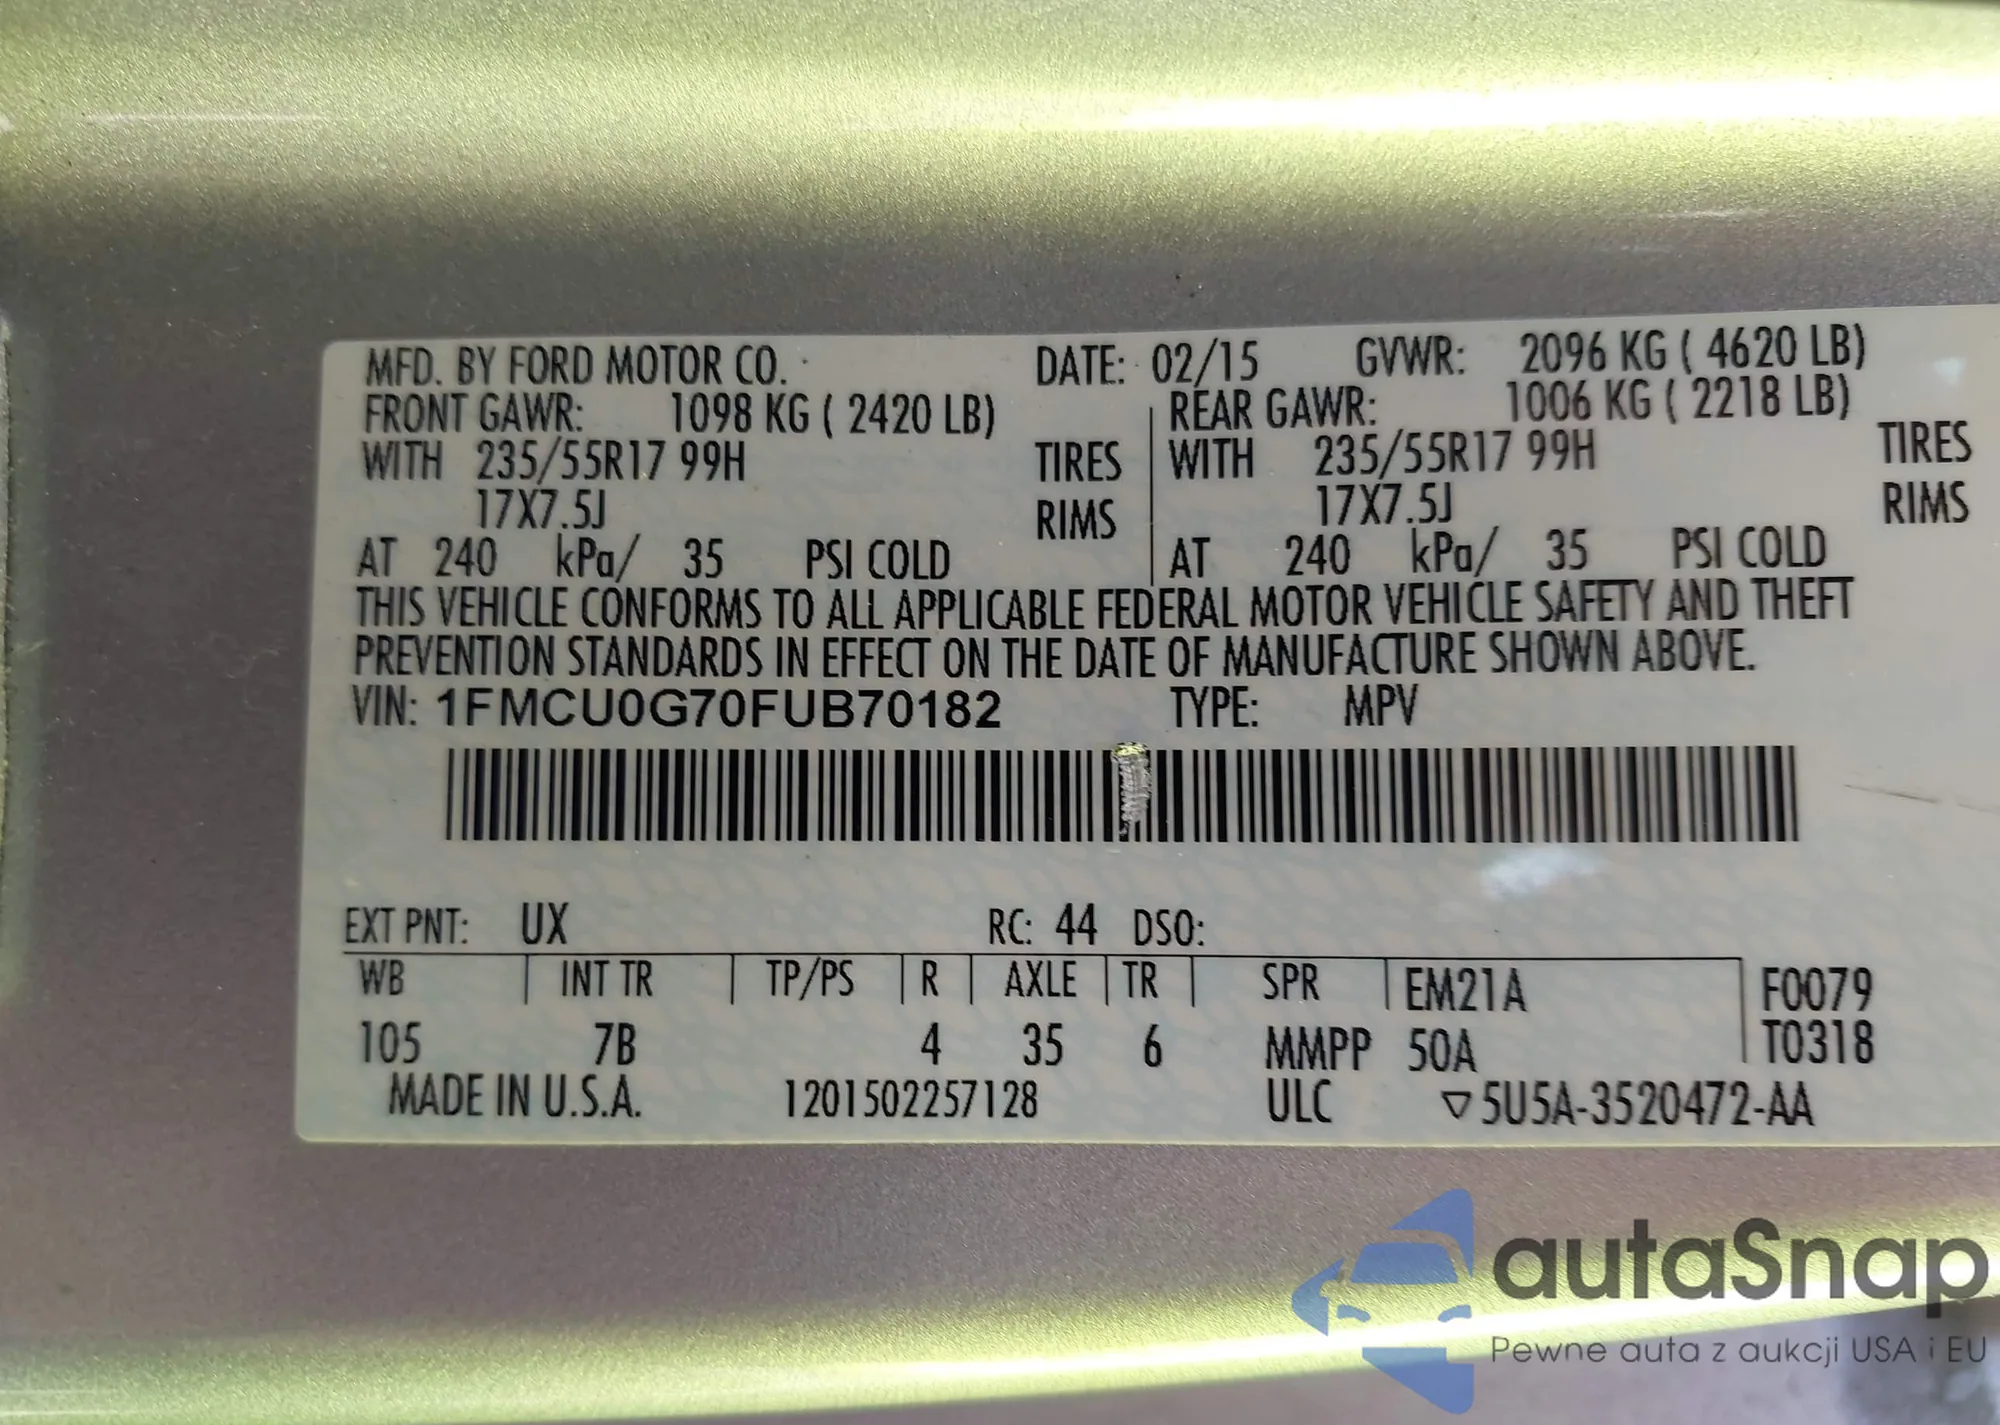 MFD. BY FORD MOTOR CO. DATE: 02/15 GVWR: 2096 KG ( 4620 LB)
FRONT GAWR: 1098 KG ( 2420 LB) REAR GAWR: 1006 KG ( 2218 LB)
WITH 235/55R17 99H TIRES WITH 235/55R17 99H TIRES
17X7.5J RIMS 17X7.5J RIMS
AT 240 kPa/ 35 PSI COLD AT 240 kPa/ 35 PSI COLD
THIS VEHICLE CONFORMS TO ALL APPLICABLE FEDERAL MOTOR VEHICLE SAFETY AND THEFT
PREVENTION STANDARDS IN EFFECT ON THE DATE OF MANUFACTURE SHOWN ABOVE.
VIN: 1FMCU0G70FUB70182 TYPE: MPV
EXT PNT: UX RC: 44 DSO:
WB INT TR TP/PS R AXLE TR SPR EM21A F0079
105 7B 4 35 6 MMPP 50A T0318
MADE IN U.S.A. 1201502257128 ULC ▽5U5A-3520472-AA
autaSnap
Pewne auta z aukcji USA i EU